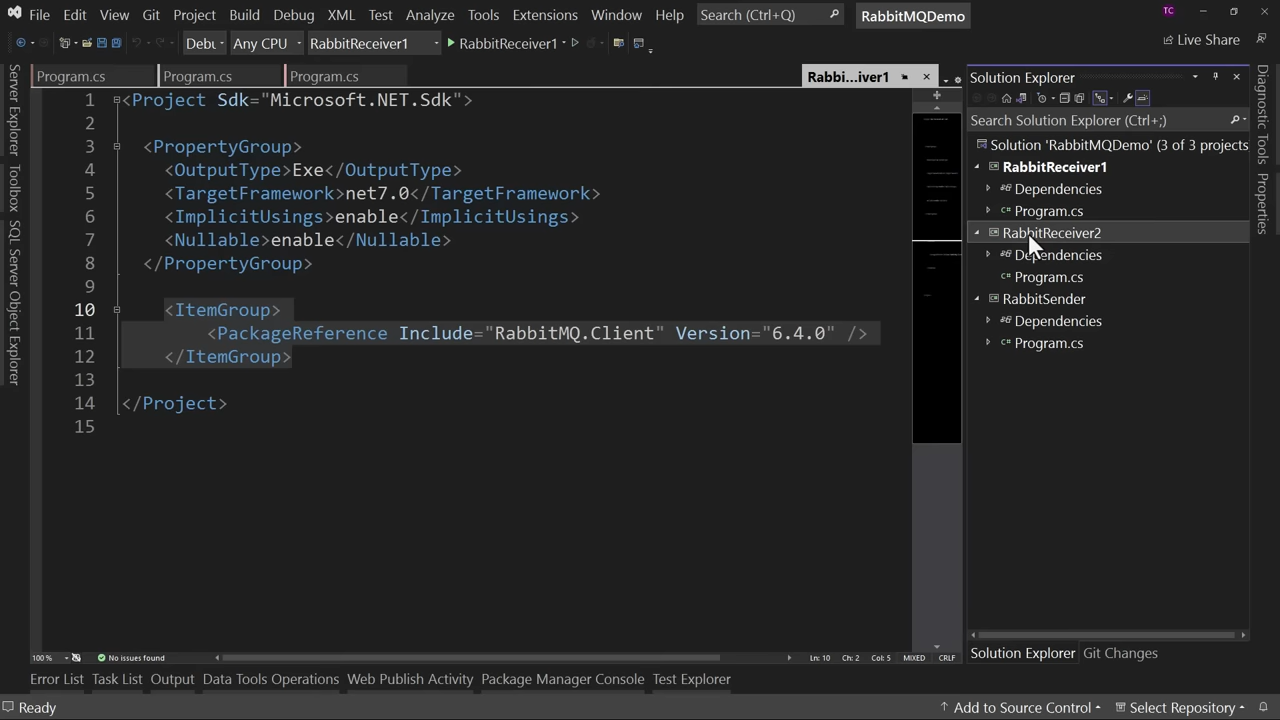 File Edit View Git Project Build Debug XML Test Analyze Tools Extensions Window Help Search (Ctrl+Q) RabbitMQDemo TC
Debu Any CPU RabbitReceiver1 RabbitReceiver1 Live Share
Program.cs Program.cs Program.cs Rabbi...iver1
Server Explorer
Toolbox
SQL Server Object Explorer
1 <Project Sdk="Microsoft.NET.Sdk">
2
3 <PropertyGroup>
4 <OutputType>Exe</OutputType>
5 <TargetFramework>net7.0</TargetFramework>
6 <ImplicitUsings>enable</ImplicitUsings>
7 <Nullable>enable</Nullable>
8 </PropertyGroup>
9
10 <ItemGroup>
11 <PackageReference Include="RabbitMQ.Client" Version="6.4.0" />
12 </ItemGroup>
13
14 </Project>
15
100 % No issues found Ln: 10 Ch: 2 Col: 5 MIXED CRLF
Solution Explorer
Search Solution Explorer (Ctrl+;)
Solution 'RabbitMQDemo' (3 of 3 projects
RabbitReceiver1
Dependencies
C# Program.cs
RabbitReceiver2
Dependencies
C# Program.cs
RabbitSender
Dependencies
C# Program.cs
Solution Explorer Git Changes
Diagnostic Tools
Properties
Error List Task List Output Data Tools Operations Web Publish Activity Package Manager Console Test Explorer
Ready Add to Source Control Select Repository